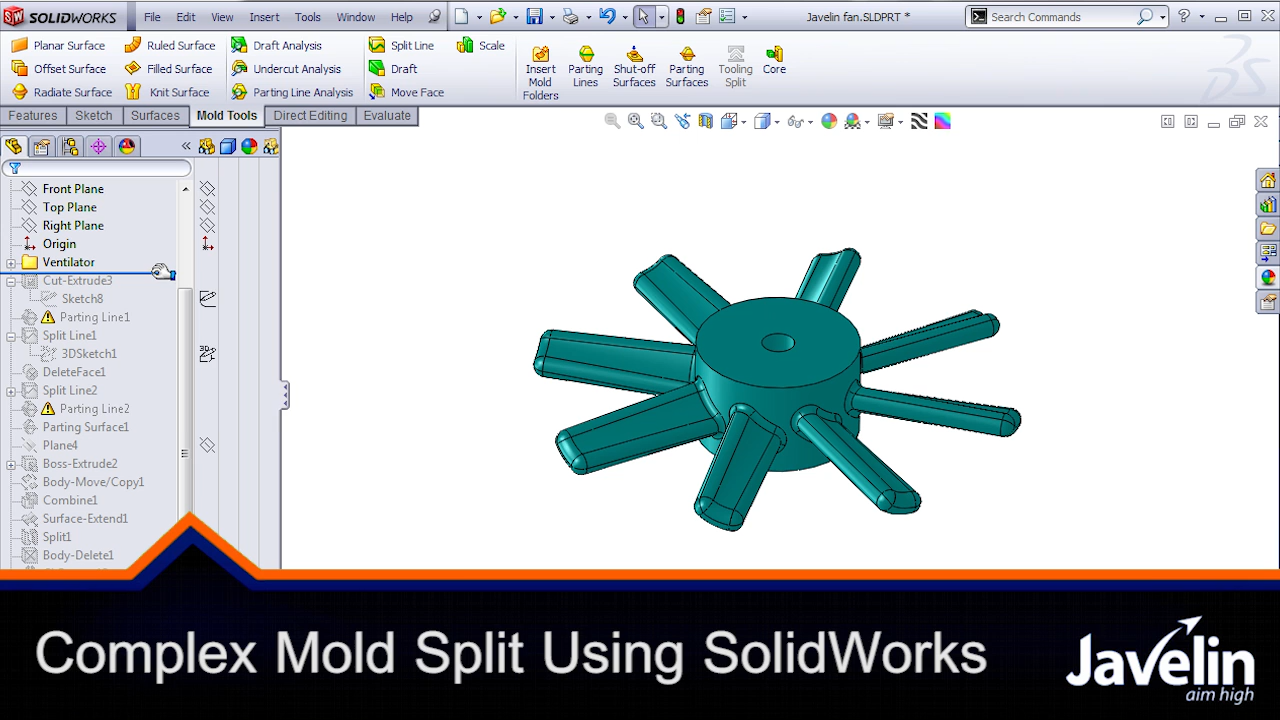 SOLIDWORKS File Edit View Insert Tools Window Help Javelin fan.SLDPRT * Search Commands
Planar Surface Ruled Surface Draft Analysis Split Line Scale
Offset Surface Filled Surface Undercut Analysis Draft
Radiate Surface Knit Surface Parting Line Analysis Move Face
Insert Mold Folders
Parting Lines
Shut-off Surfaces
Parting Surfaces
Tooling Split
Core
Features Sketch Surfaces Mold Tools Direct Editing Evaluate
Front Plane
Top Plane
Right Plane
Origin
Ventilator
Cut-Extrude3
Sketch8
Parting Line1
Split Line1
3DSketch1
DeleteFace1
Split Line2
Parting Line2
Parting Surface1
Plane4
Boss-Extrude2
Body-Move/Copy1
Combine1
Surface-Extend1
Split1
Body-Delete1
Complex Mold Split Using SolidWorks
Javelin
aim high